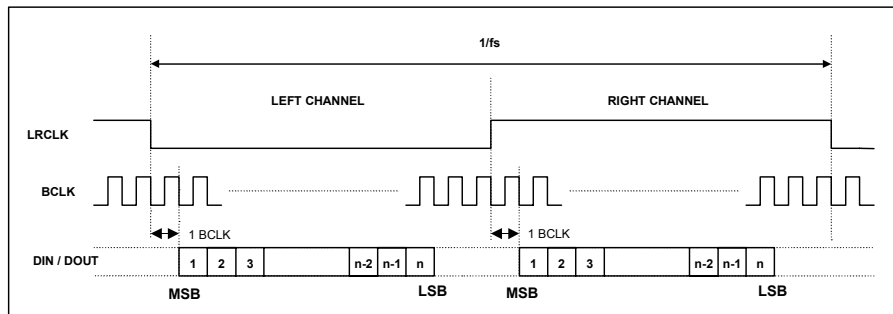 1/fs
LEFT CHANNEL RIGHT CHANNEL
LRCLK
BCLK
1 BCLK 1 BCLK
DIN / DOUT 1 2 3 n-2 n-1 n 1 2 3 n-2 n-1 n
MSB LSB MSB LSB